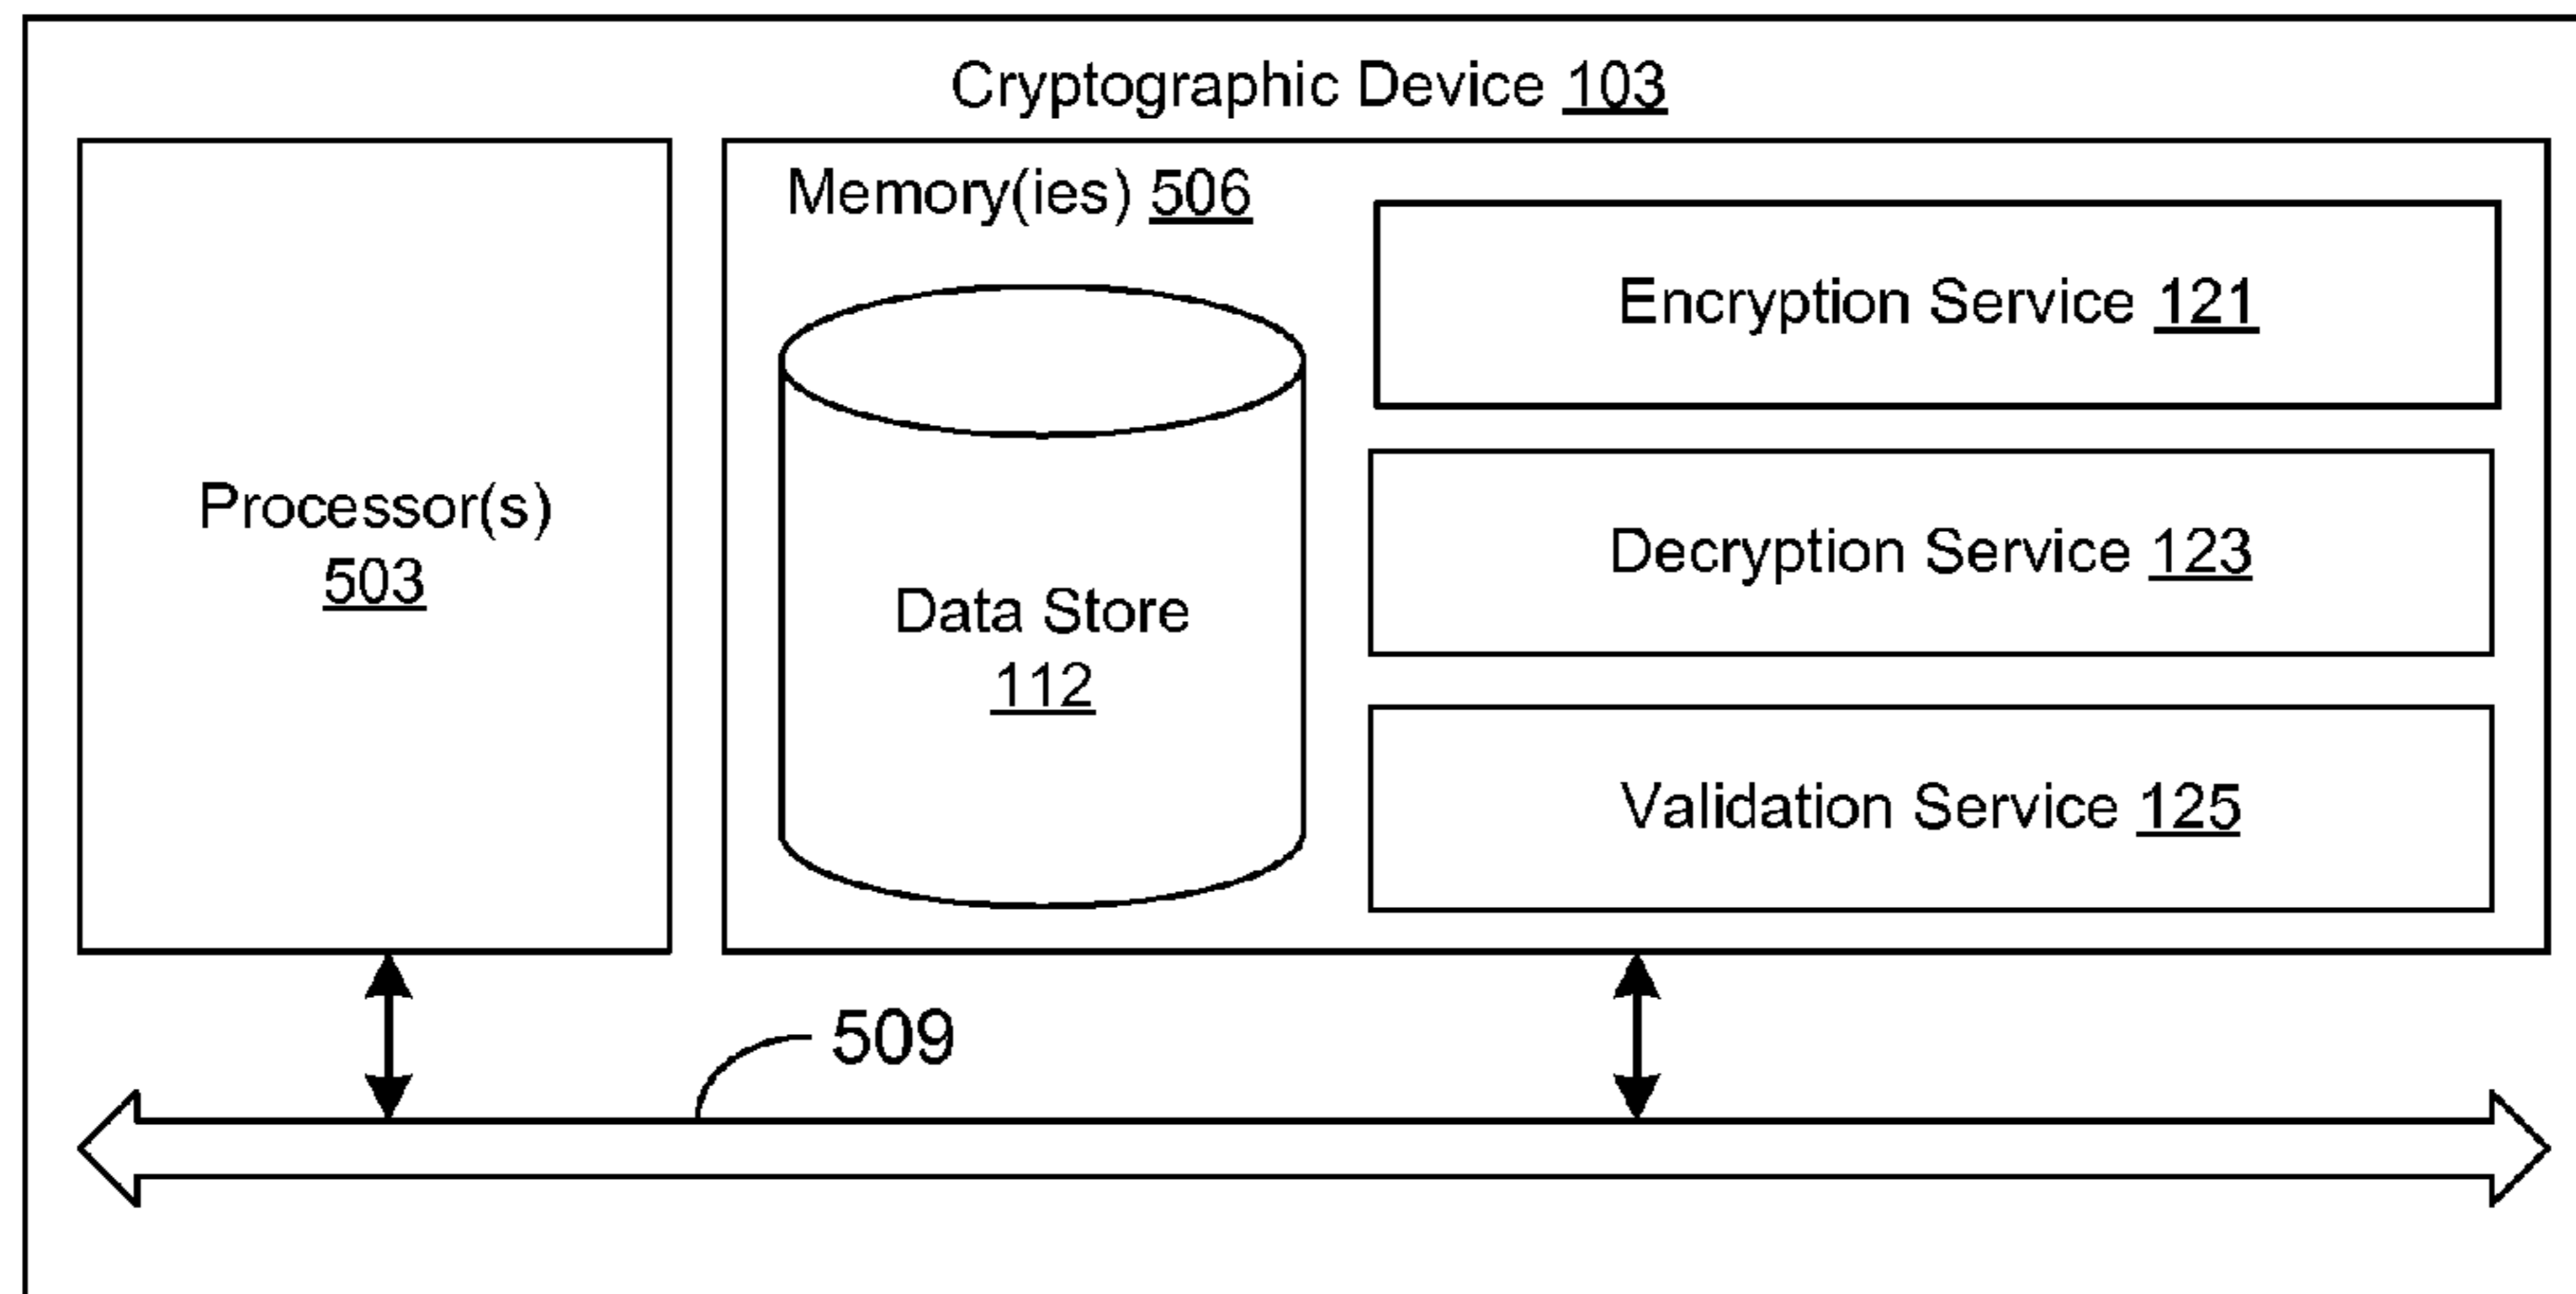 Cryptographic Device 103
Processor(s)
503
Memory(ies) 506
Data Store
112
Encryption Service 121
Decryption Service 123
Validation Service 125
509